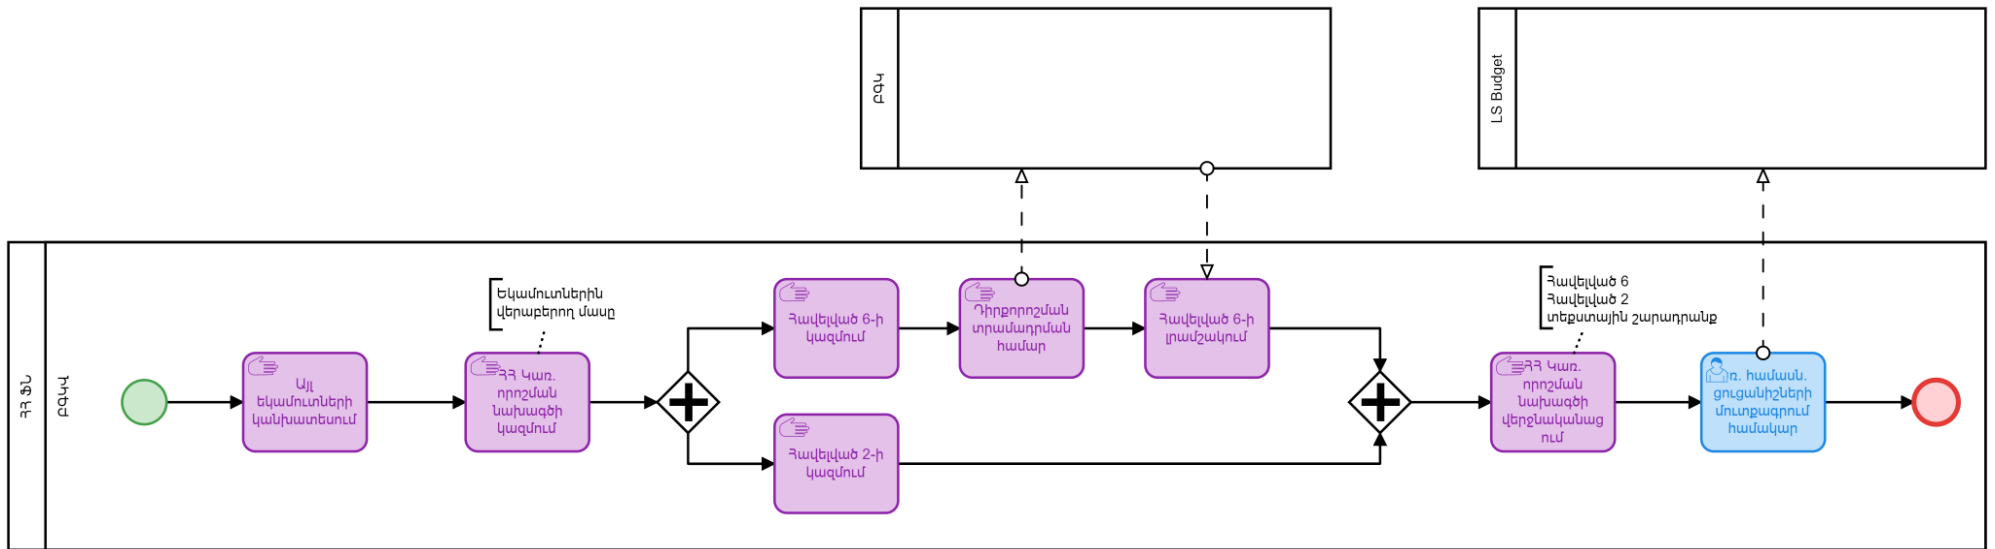 ԲԳԿ
LS Budget
ՀՀ ՖՆ
ԲԳԿՎ
Այլ
եկամուտների
կանխատեսում
Եկամուտներին
վերաբերող մասը
ՀՀ Կառ.
որոշման
նախագծի
կազմում
Հավելված 6-ի
կազմում
Դիրքորոշման
տրամադրման
համար
Հավելված 6-ի
լրամշակում
Հավելված 2-ի
կազմում
Հավելված 6
Հավելված 2
տեքստային շարադրանք
ՀՀ Կառ.
որոշման
նախագծի
վերջնականաց
ում
ռ. համասն.
ցուցանիշների
մուտքագրում
համակար